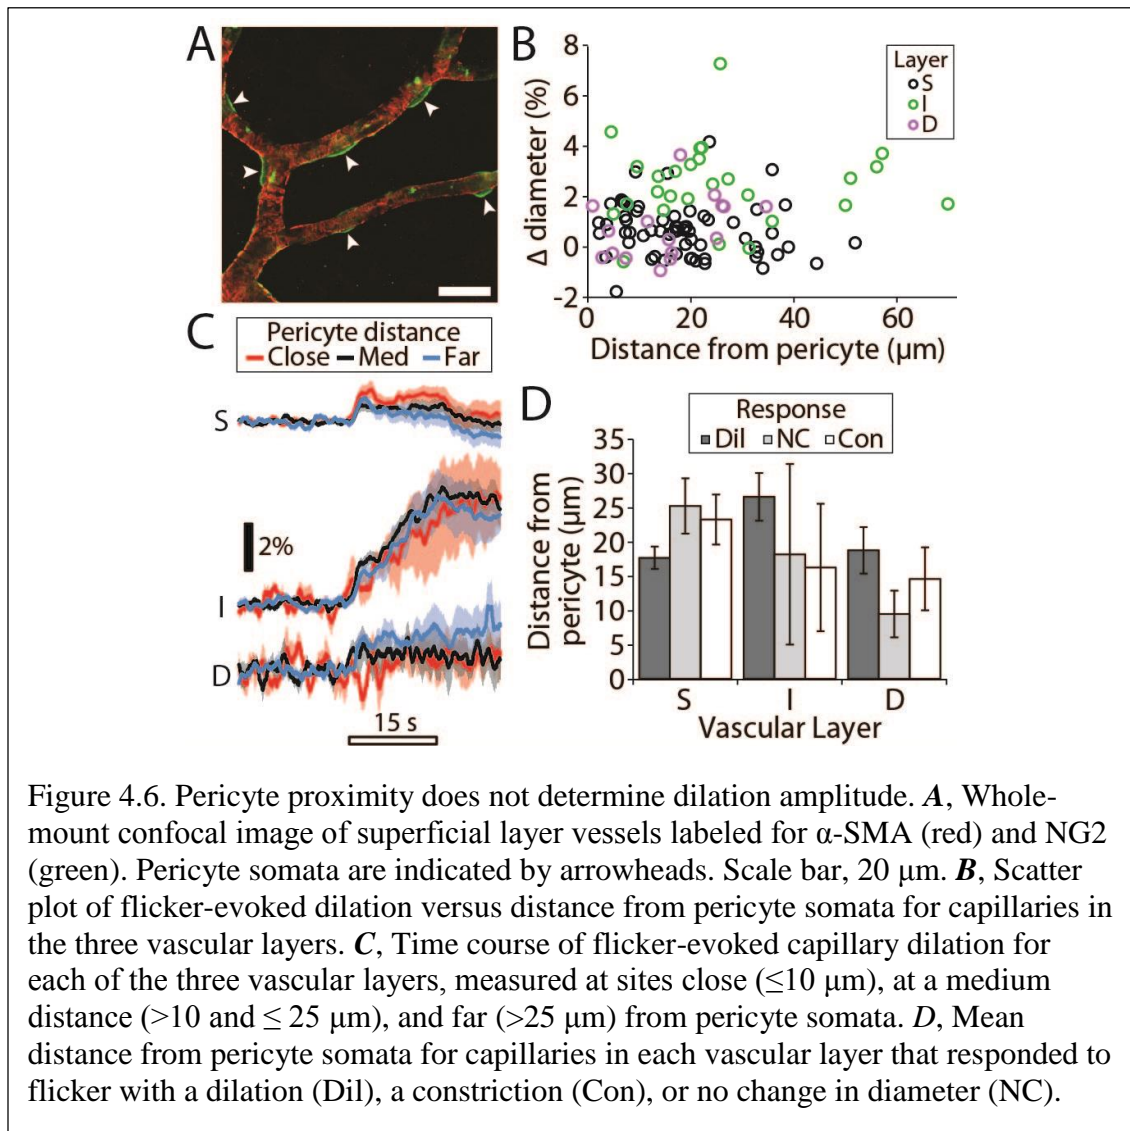 A
B
8
6
4
2
0
-2
Δ diameter (%)
Layer
S
I
D
0 20 40 60
Distance from pericyte (µm)
C
Pericyte distance
Close Med Far
S
2%
I
D
15 s
D
Response
Dil NC Con
35
30
25
20
15
10
5
0
Distance from
pericyte (µm)
S I D
Vascular Layer
Figure 4.6. Pericyte proximity does not determine dilation amplitude. A, Whole-
mount confocal image of superficial layer vessels labeled for α-SMA (red) and NG2
(green). Pericyte somata are indicated by arrowheads. Scale bar, 20 µm. B, Scatter
plot of flicker-evoked dilation versus distance from pericyte somata for capillaries in
the three vascular layers. C, Time course of flicker-evoked capillary dilation for
each of the three vascular layers, measured at sites close (≤10 µm), at a medium
distance (>10 and ≤ 25 µm), and far (>25 µm) from pericyte somata. D, Mean
distance from pericyte somata for capillaries in each vascular layer that responded to
flicker with a dilation (Dil), a constriction (Con), or no change in diameter (NC).